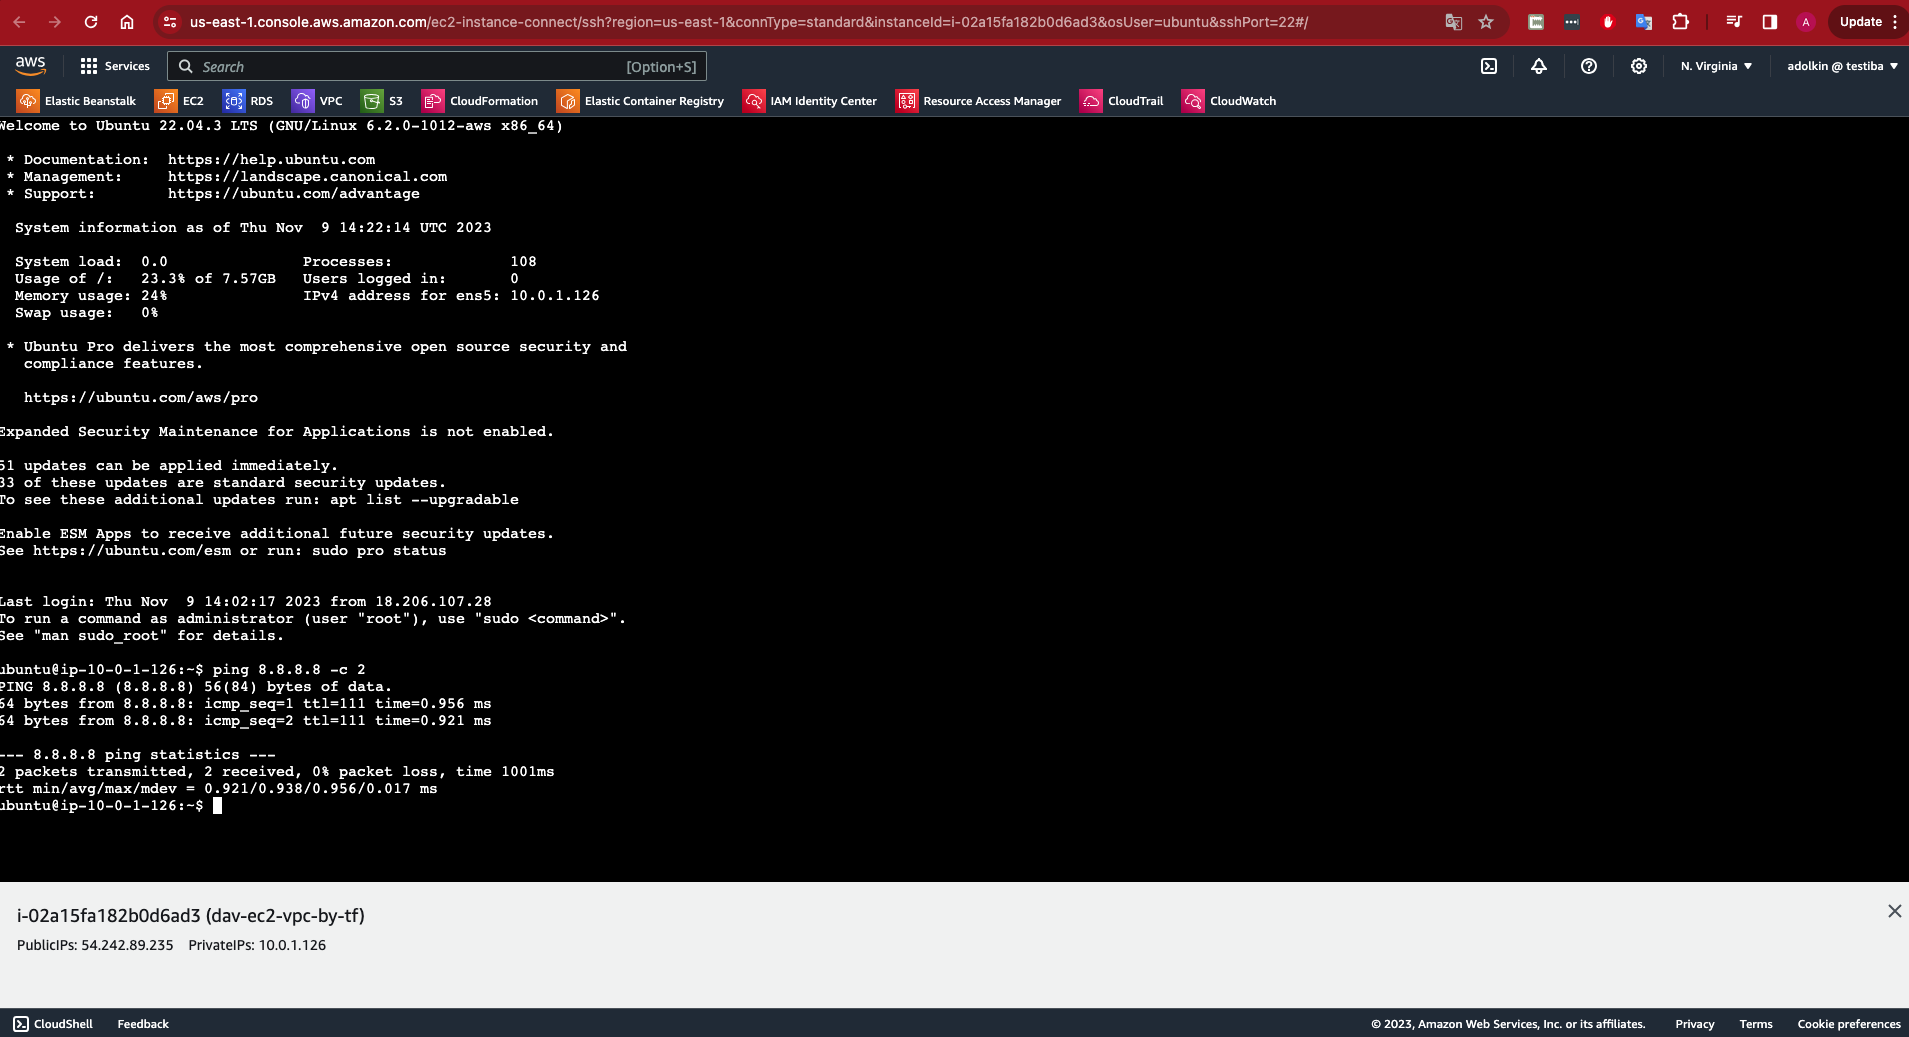 us-east-1.console.aws.amazon.com/ec2-instance-connect/ssh?region=us-east-1&connType=standard&instanceId=i-02a15fa182b0d6ad3&osUser=ubuntu&sshPort=22#/
A
Update
aws
Services
Search
[Option+S]
N. Virginia
adolkin @ testiba
Elastic Beanstalk
EC2
RDS
VPC
S3
CloudFormation
Elastic Container Registry
IAM Identity Center
Resource Access Manager
CloudTrail
CloudWatch
Welcome to Ubuntu 22.04.3 LTS (GNU/Linux 6.2.0-1012-aws x86_64)
* Documentation:  https://help.ubuntu.com
* Management:     https://landscape.canonical.com
* Support:        https://ubuntu.com/advantage
System information as of Thu Nov  9 14:22:14 UTC 2023
System load:  0.0               Processes:             108
Usage of /:   23.3% of 7.57GB   Users logged in:       0
Memory usage: 24%               IPv4 address for ens5: 10.0.1.126
Swap usage:   0%
* Ubuntu Pro delivers the most comprehensive open source security and
compliance features.
https://ubuntu.com/aws/pro
Expanded Security Maintenance for Applications is not enabled.
51 updates can be applied immediately.
33 of these updates are standard security updates.
To see these additional updates run: apt list --upgradable
Enable ESM Apps to receive additional future security updates.
See https://ubuntu.com/esm or run: sudo pro status
Last login: Thu Nov  9 14:02:17 2023 from 18.206.107.28
To run a command as administrator (user "root"), use "sudo <command>".
See "man sudo_root" for details.
ubuntu@ip-10-0-1-126:~$ ping 8.8.8.8 -c 2
PING 8.8.8.8 (8.8.8.8) 56(84) bytes of data.
64 bytes from 8.8.8.8: icmp_seq=1 ttl=111 time=0.956 ms
64 bytes from 8.8.8.8: icmp_seq=2 ttl=111 time=0.921 ms
--- 8.8.8.8 ping statistics ---
2 packets transmitted, 2 received, 0% packet loss, time 1001ms
rtt min/avg/max/mdev = 0.921/0.938/0.956/0.017 ms
ubuntu@ip-10-0-1-126:~$
i-02a15fa182b0d6ad3 (dav-ec2-vpc-by-tf)
PublicIPs: 54.242.89.235   PrivateIPs: 10.0.1.126
CloudShell
Feedback
© 2023, Amazon Web Services, Inc. or its affiliates.
Privacy
Terms
Cookie preferences